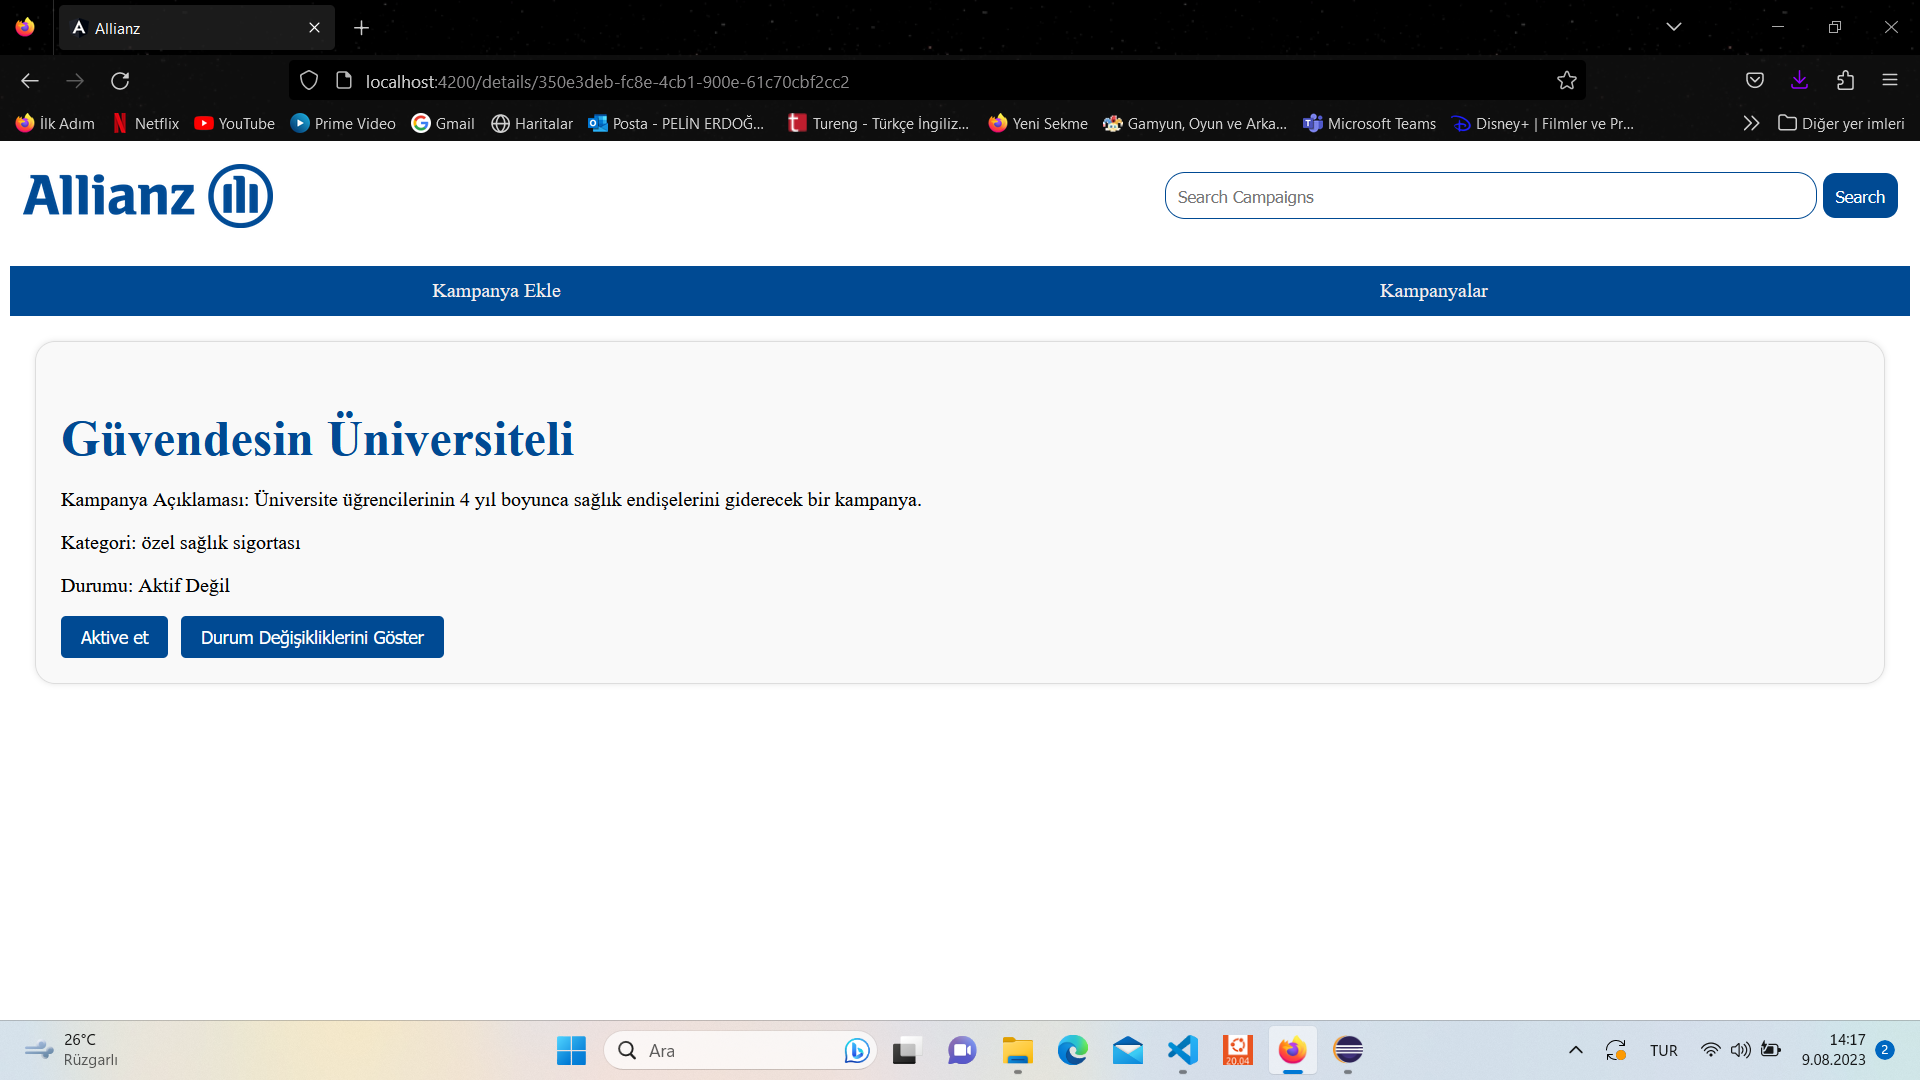 Allianz
localhost:4200/details/350e3deb-fc8e-4cb1-900e-61c70cbf2cc2
İlk Adım Netflix YouTube Prime Video Gmail Haritalar Posta - PELİN ERDOĞ... Tureng - Türkçe İngiliz... Yeni Sekme Gamyun, Oyun ve Arka... Microsoft Teams Disney+ | Filmler ve Pr... Diğer yer imleri
Allianz
Search Campaigns Search
Kampanya Ekle Kampanyalar
Güvendesin Üniversiteli
Kampanya Açıklaması: Üniversite üğrencilerinin 4 yıl boyunca sağlık endişelerini giderecek bir kampanya.
Kategori: özel sağlık sigortası
Durumu: Aktif Değil
Aktive et Durum Değişikliklerini Göster
26°C
Rüzgarlı
Ara
20.04
TUR
14:17
9.08.2023
2